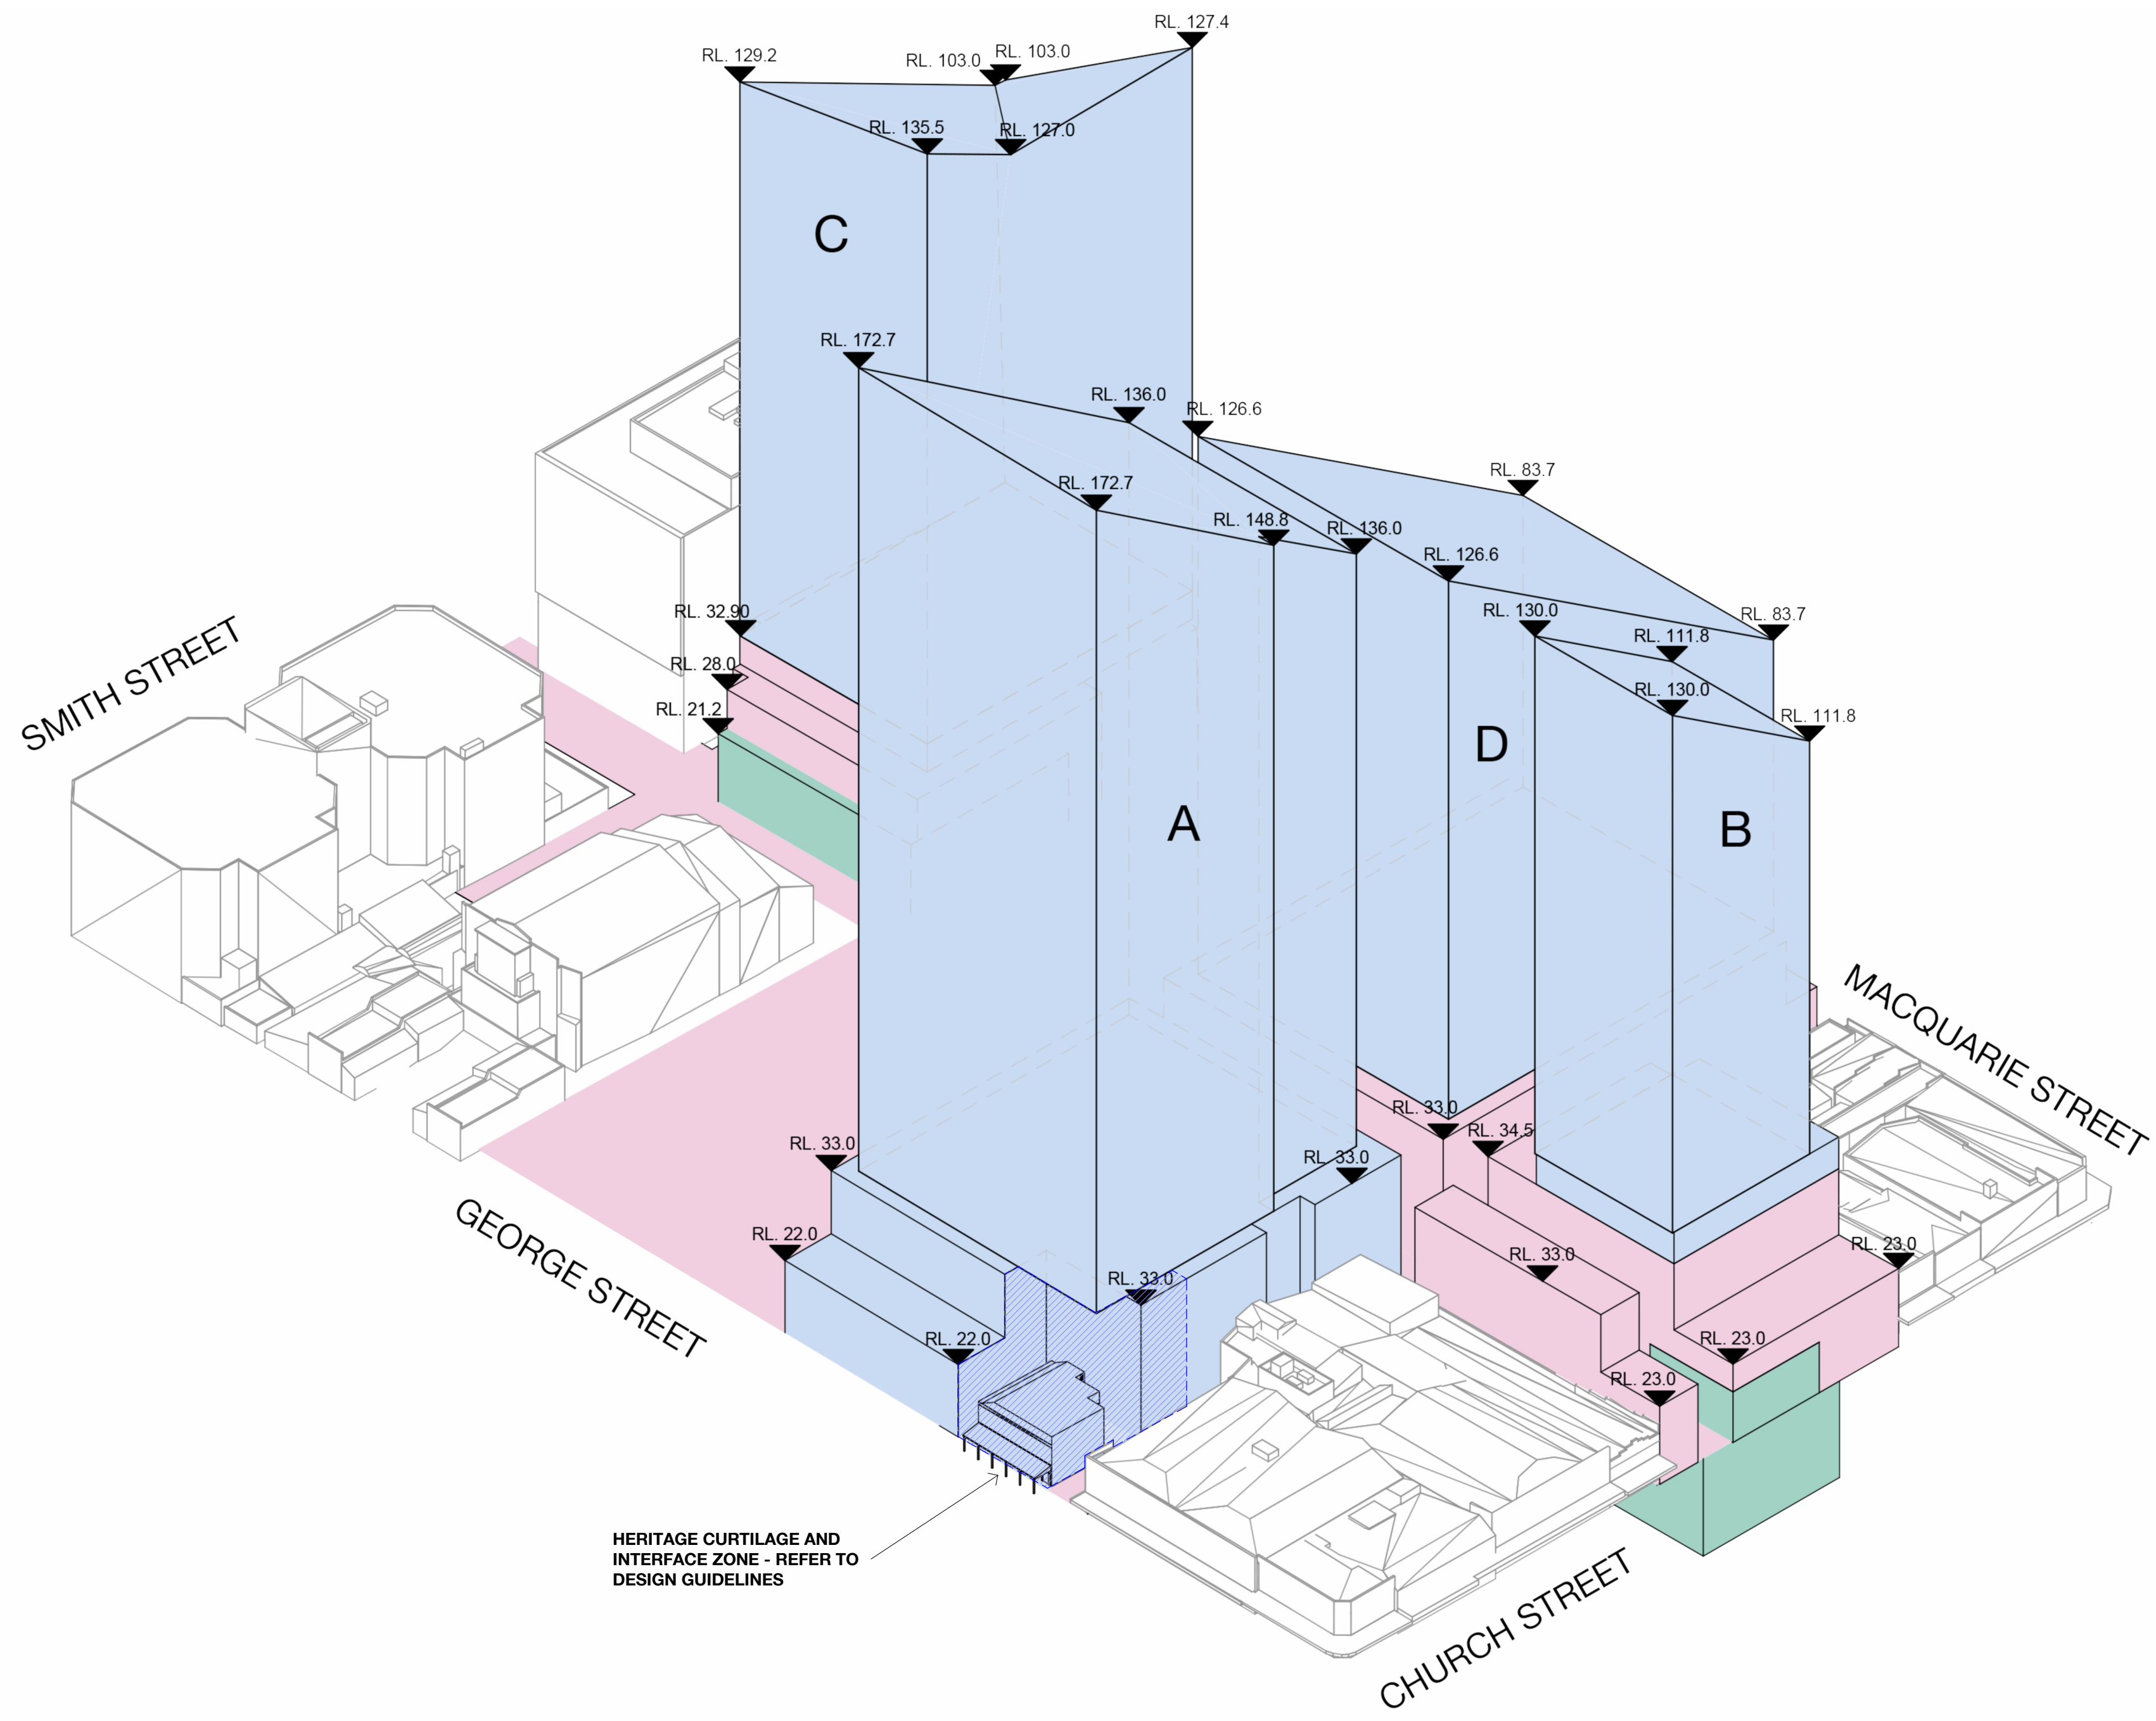 RL. 127.4
RL. 129.2
RL. 103.0
RL. 103.0
RL. 135.5
RL. 127.0
C
RL. 172.7
RL. 136.0
RL. 126.6
RL. 83.7
RL. 172.7
RL. 148.8
RL. 136.0
RL. 126.6
RL. 130.0
RL. 83.7
RL. 111.8
RL. 130.0
RL. 111.8
RL. 32.90
RL. 28.0
RL. 21.2
SMITH STREET
D
A
B
MACQUARIE STREET
RL. 33.0
RL. 34.5
RL. 33.0
RL. 33.0
RL. 22.0
RL. 23.0
RL. 33.0
RL. 33.0
GEORGE STREET
RL. 22.0
RL. 23.0
RL. 23.0
HERITAGE CURTILAGE AND
INTERFACE ZONE - REFER TO
DESIGN GUIDELINES
CHURCH STREET